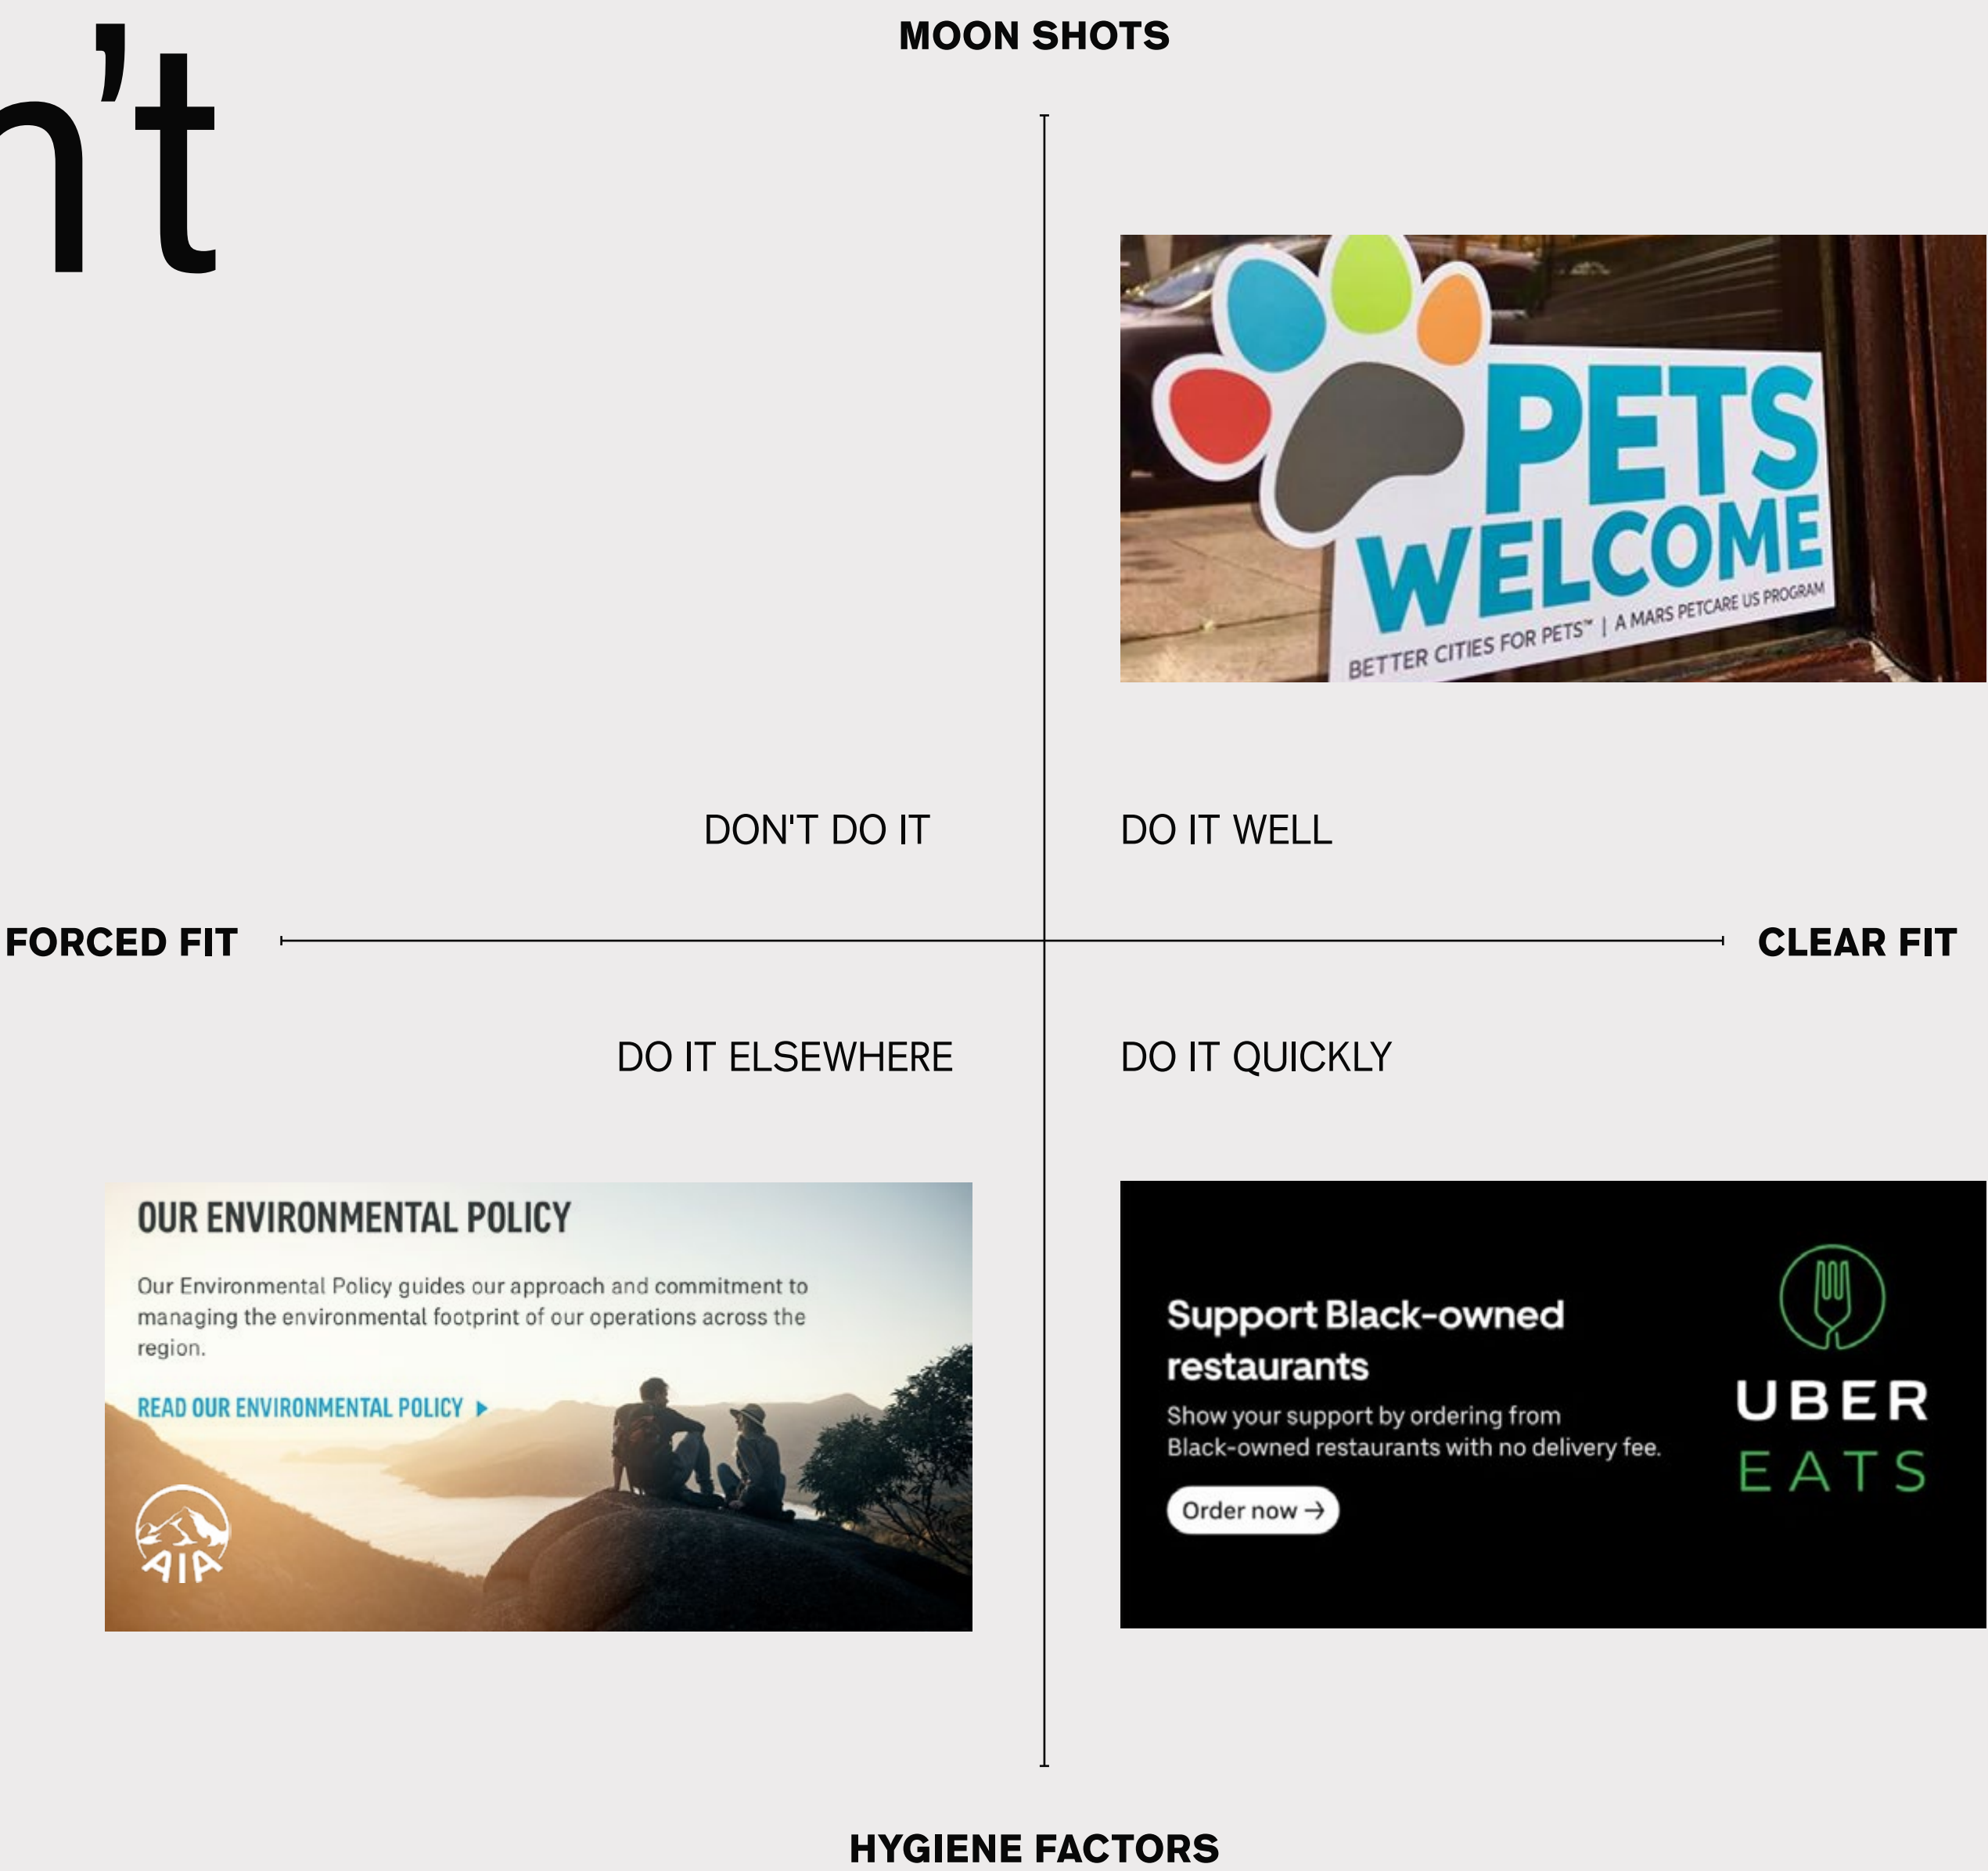 n’t
MOON SHOTS
PETS
WELCOME
BETTER CITIES FOR PETS™ | A MARS PETCARE US PROGRAM
DON'T DO IT
DO IT WELL
FORCED FIT
CLEAR FIT
DO IT ELSEWHERE
DO IT QUICKLY
OUR ENVIRONMENTAL POLICY
Our Environmental Policy guides our approach and commitment to
managing the environmental footprint of our operations across the
region.
READ OUR ENVIRONMENTAL POLICY
AIA
Support Black-owned
restaurants
Show your support by ordering from
Black-owned restaurants with no delivery fee.
Order now →
UBER
EATS
HYGIENE FACTORS